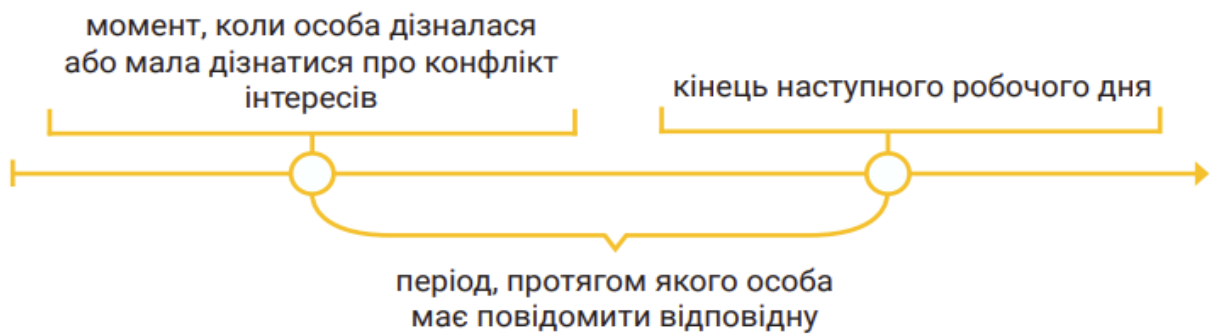 момент, коли особа дізналася
або мала дізнатися про конфлікт
інтересів
кінець наступного робочого дня
період, протягом якого особа
має повідомити відповідну